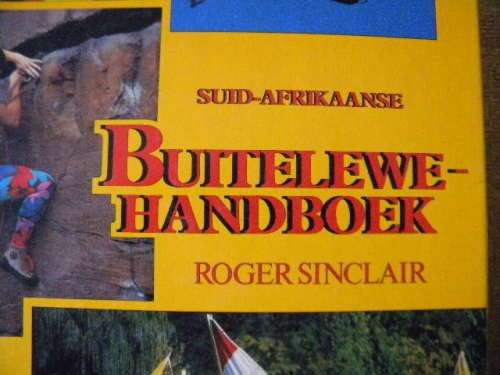 SUID-AFRIKAANSE
BUITELEWE-
HANDBOEK
ROGER SINCLAIR